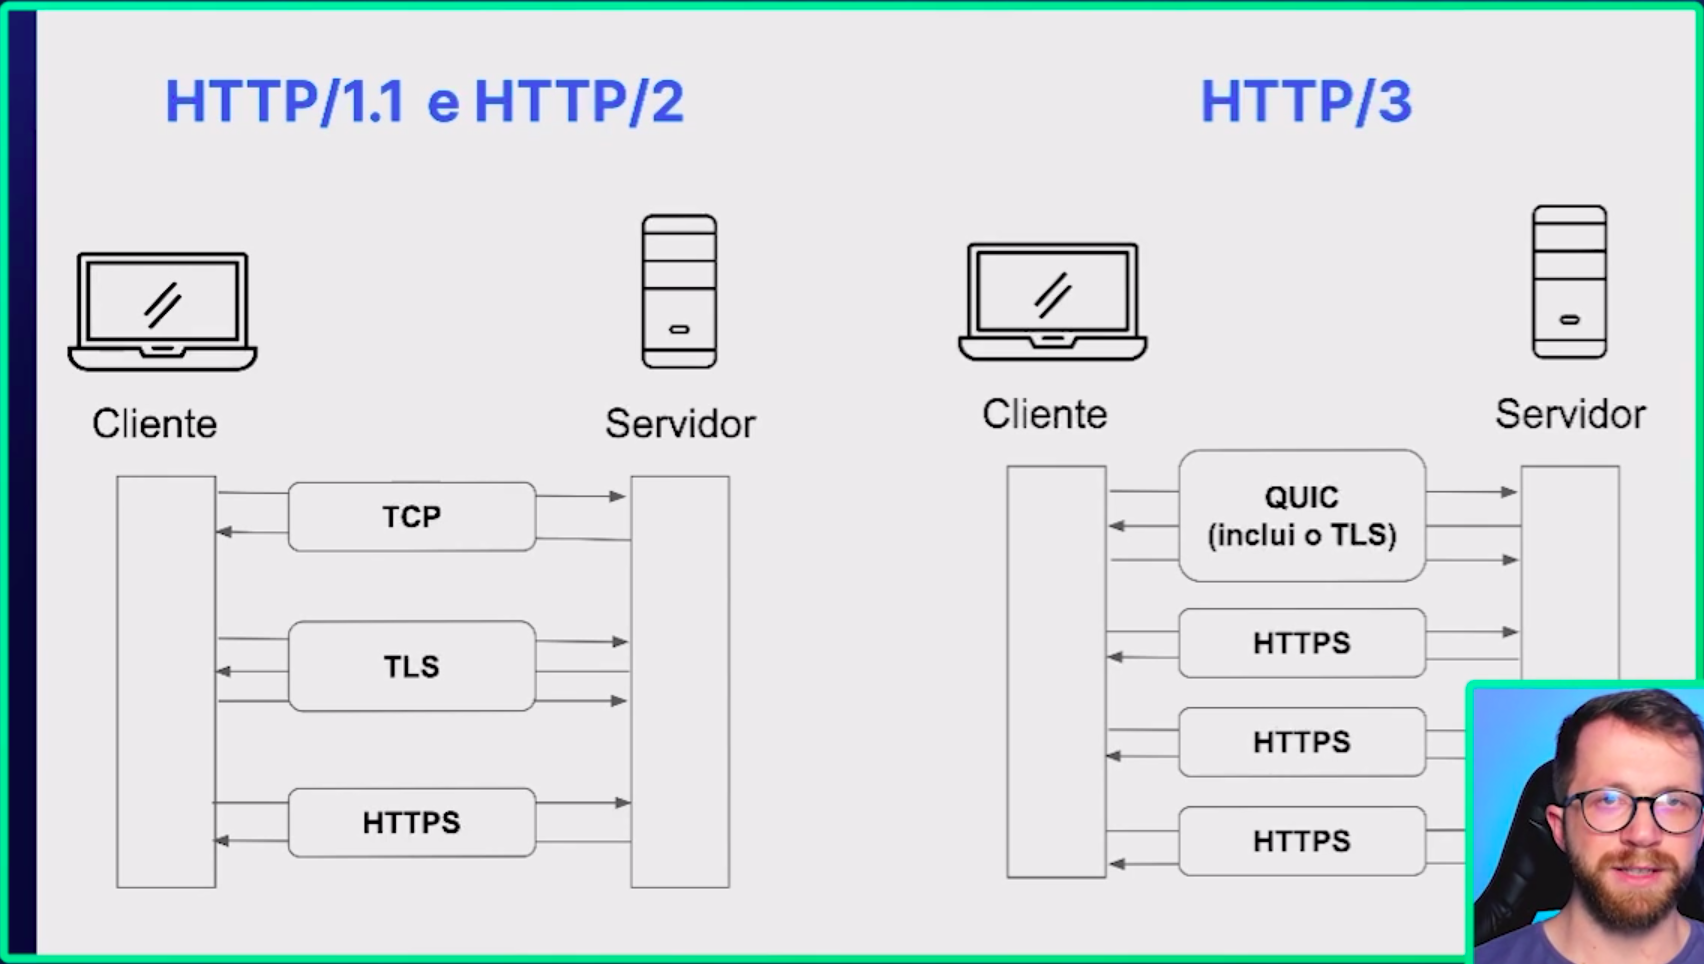 HTTP/1.1 e HTTP/2
Cliente
Servidor
TCP
TLS
HTTPS
HTTP/3
Cliente
Servidor
QUIC
(inclui o TLS)
HTTPS
HTTPS
HTTPS